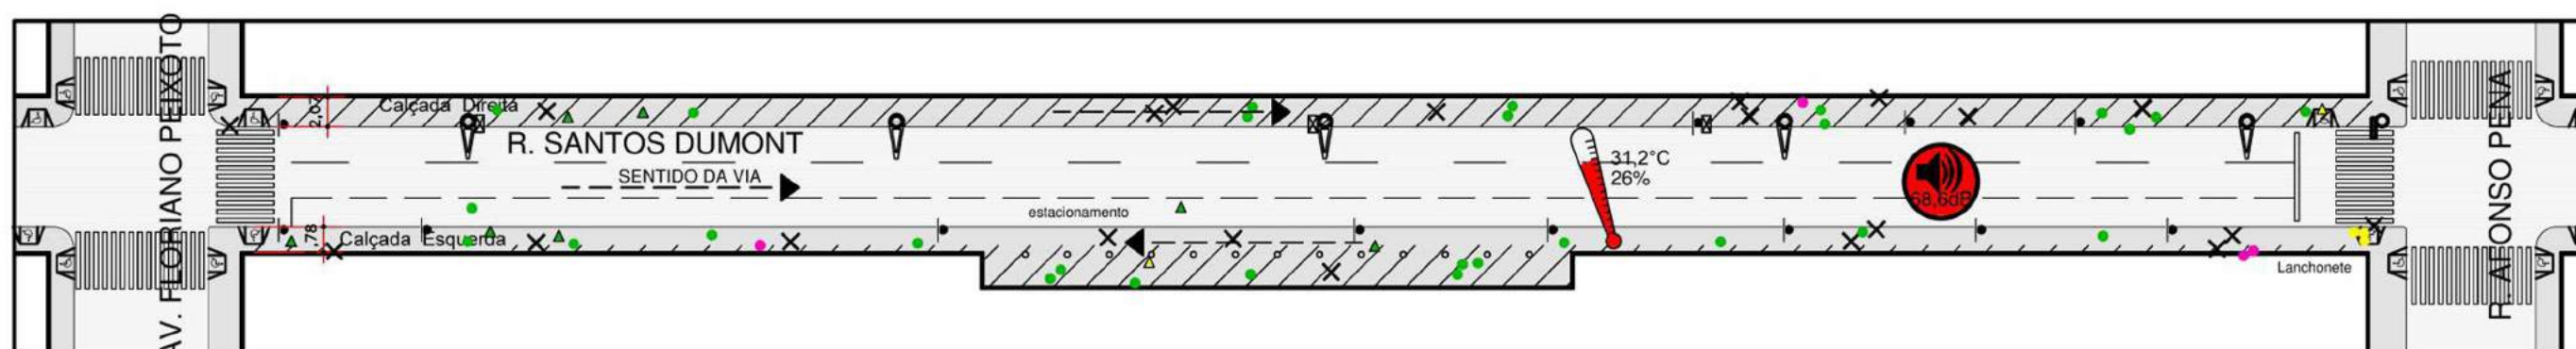 AV. FLORIANO PEIXOTO
Calçada Direita
2,02
R. SANTOS DUMONT
SENTIDO DA VIA
estacionamento
31,2°C
26%
68,6dB
,78
Calçada Esquerda
Lanchonete
R. AFONSO PENA